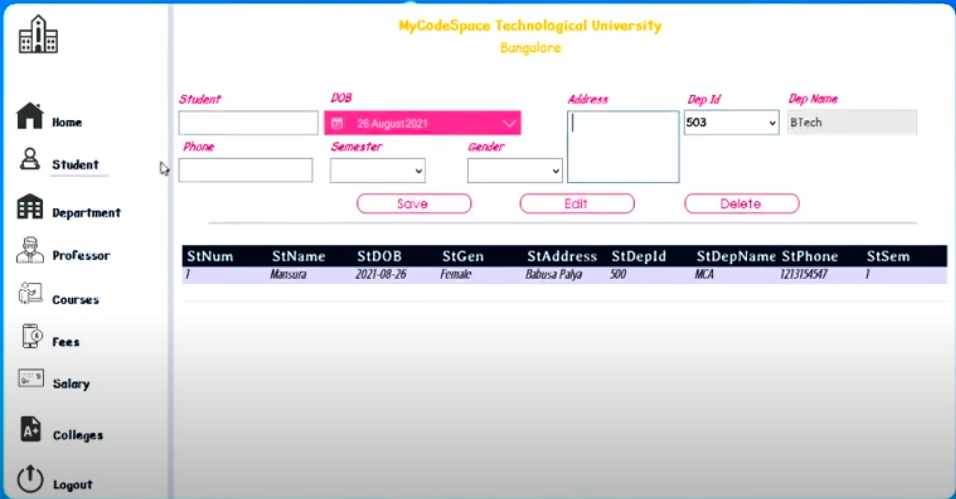 MyCodeSpace Technological University
Bangalore
Home
Student
Department
Professor
Courses
Fees
Salary
Colleges
Logout
Student DOB Address Dep Id Dep Name
26 August 2021 503 BTech
Phone Semester Gender
Save Edit Delete
StNum StName StDOB StGen StAddress StDepId StDepName StPhone StSem
1 Mansura 2021-08-26 Female Babusa Palya 500 MCA 1213154547 1